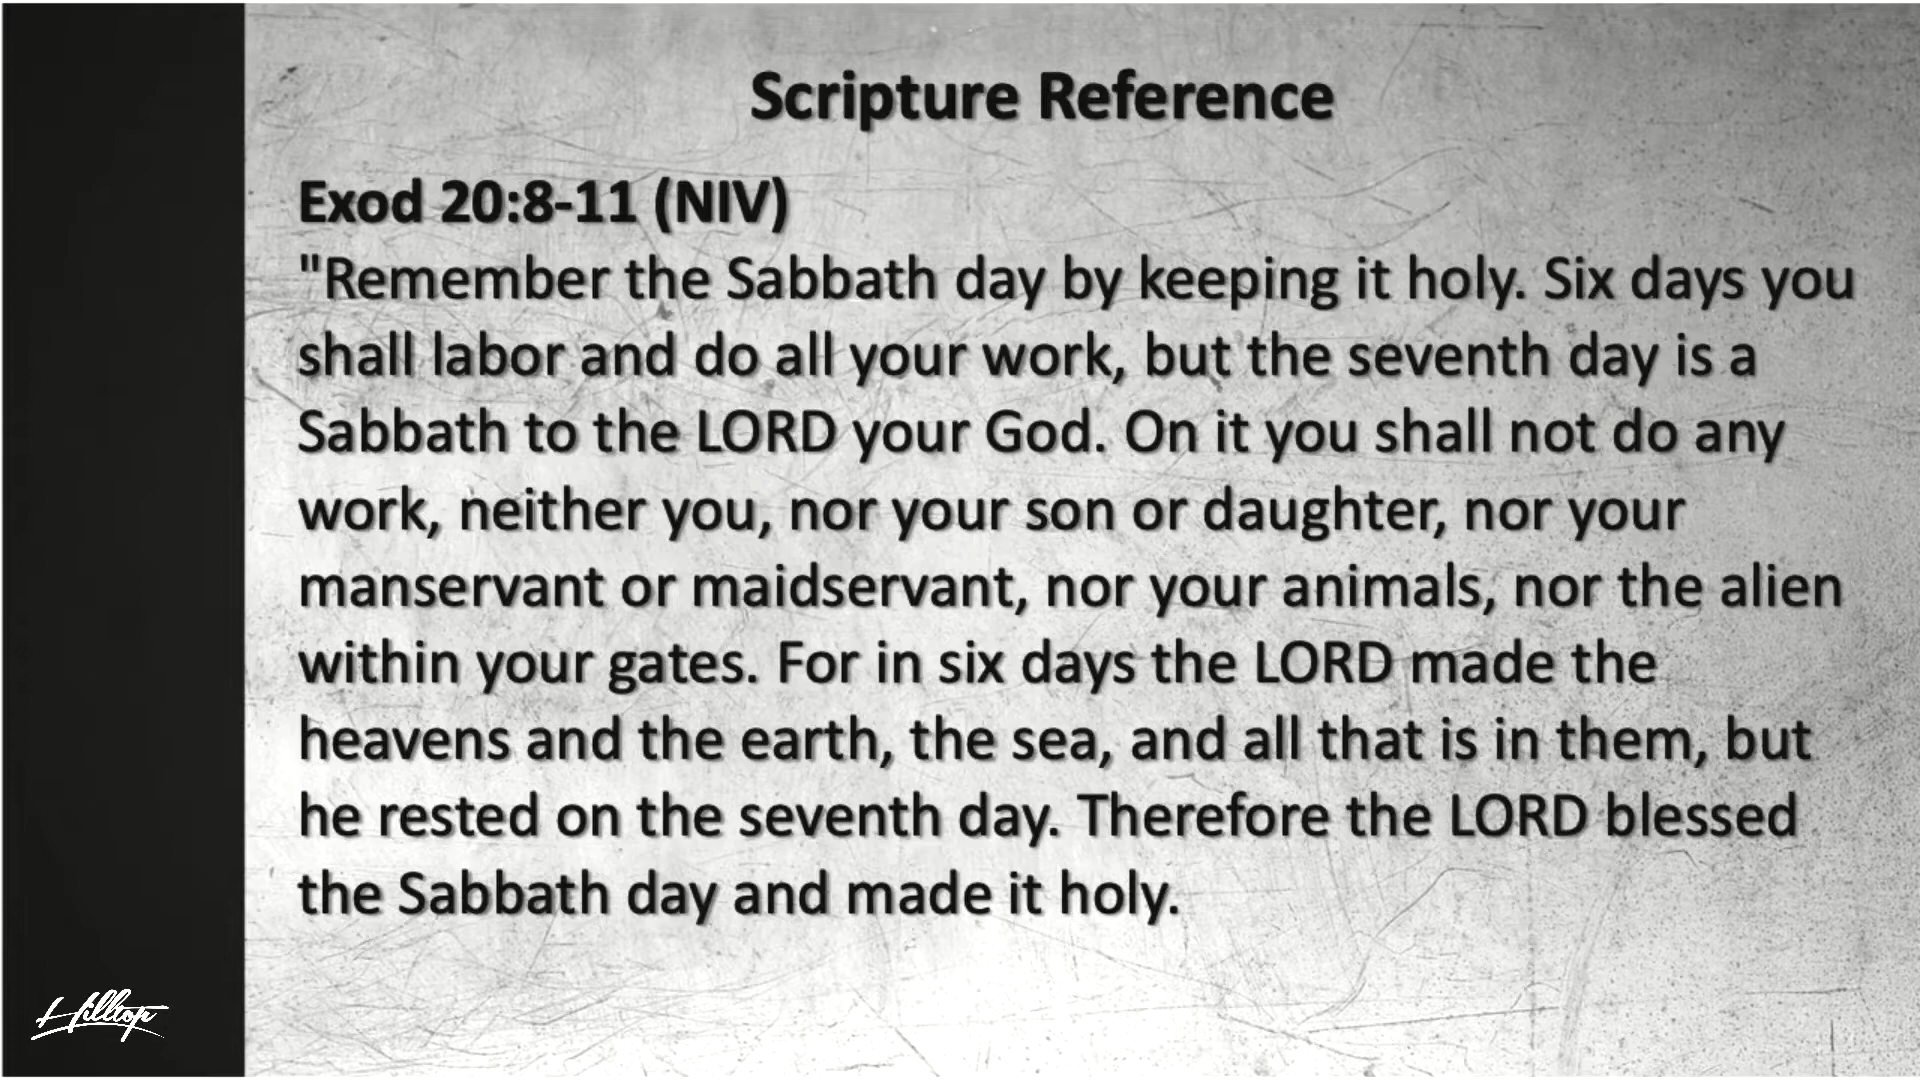 Scripture Reference
Exod 20:8-11 (NIV)
"Remember the Sabbath day by keeping it holy. Six days you
shall labor and do all your work, but the seventh day is a
Sabbath to the LORD your God. On it you shall not do any
work, neither you, nor your son or daughter, nor your
manservant or maidservant, nor your animals, nor the alien
within your gates. For in six days the LORD made the
heavens and the earth, the sea, and all that is in them, but
he rested on the seventh day. Therefore the LORD blessed
the Sabbath day and made it holy.
Hilltop